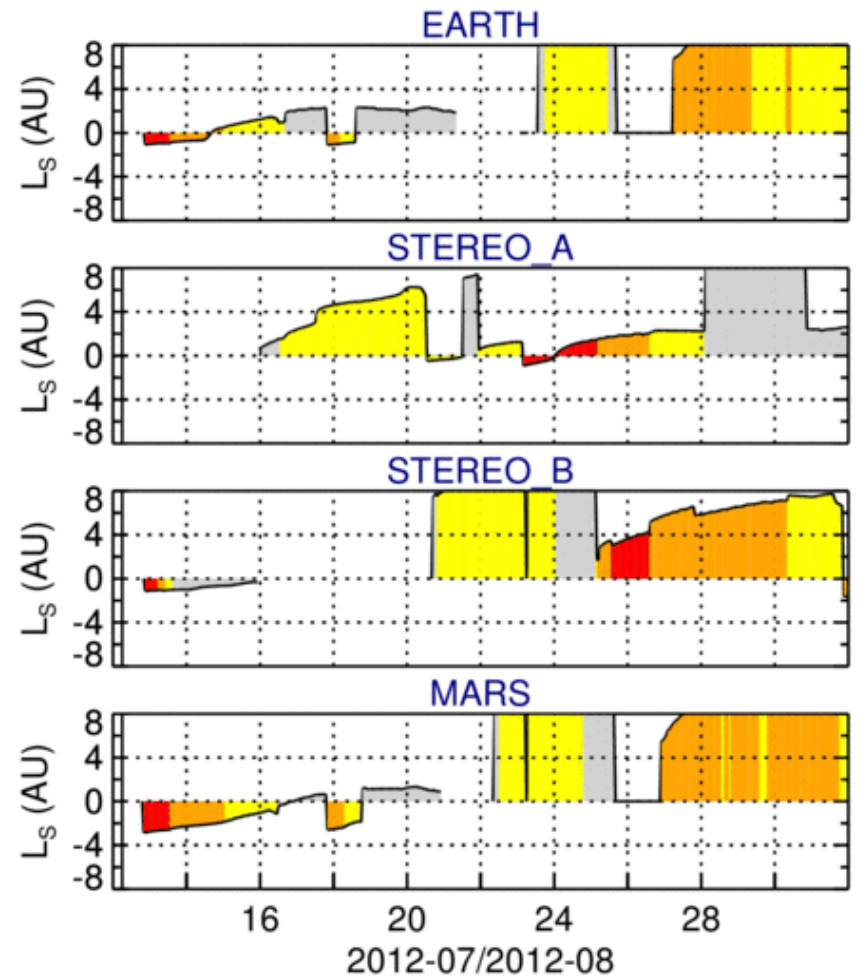 EARTH
8
4
0
-4
-8
L_S (AU)
STEREO_A
8
4
0
-4
-8
L_S (AU)
STEREO_B
8
4
0
-4
-8
L_S (AU)
MARS
8
4
0
-4
-8
L_S (AU)
16 20 24 28
2012-07/2012-08